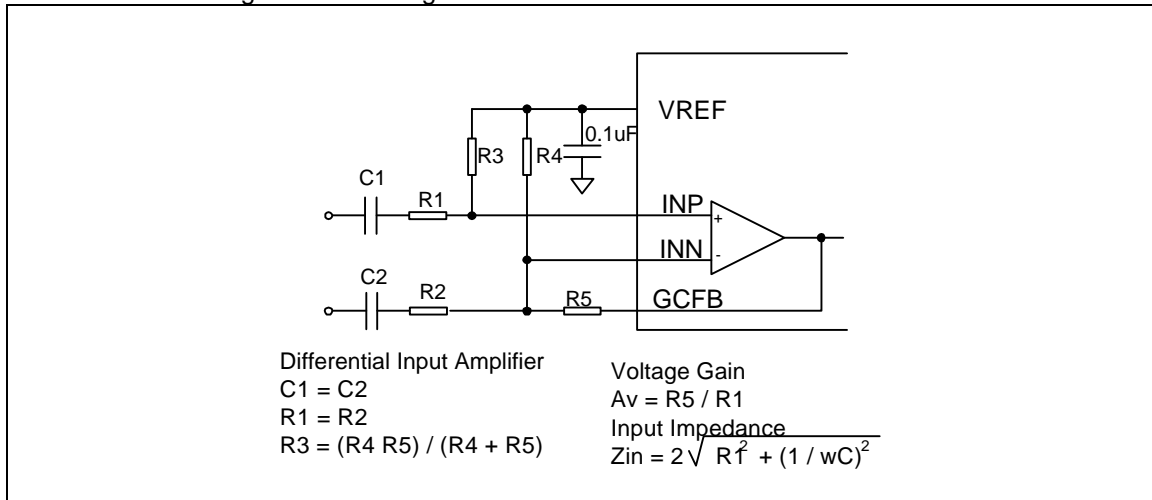 VREF
0.1uF
R3
R4
C1
R1
INP
+
INN
-
C2
R2
R5
GCFB
Differential Input Amplifier
C1 = C2
R1 = R2
R3 = (R4 R5) / (R4 + R5)
Voltage Gain
Av = R5 / R1
Input Impedance
Zin = 2√ R1² + (1 / wC)²